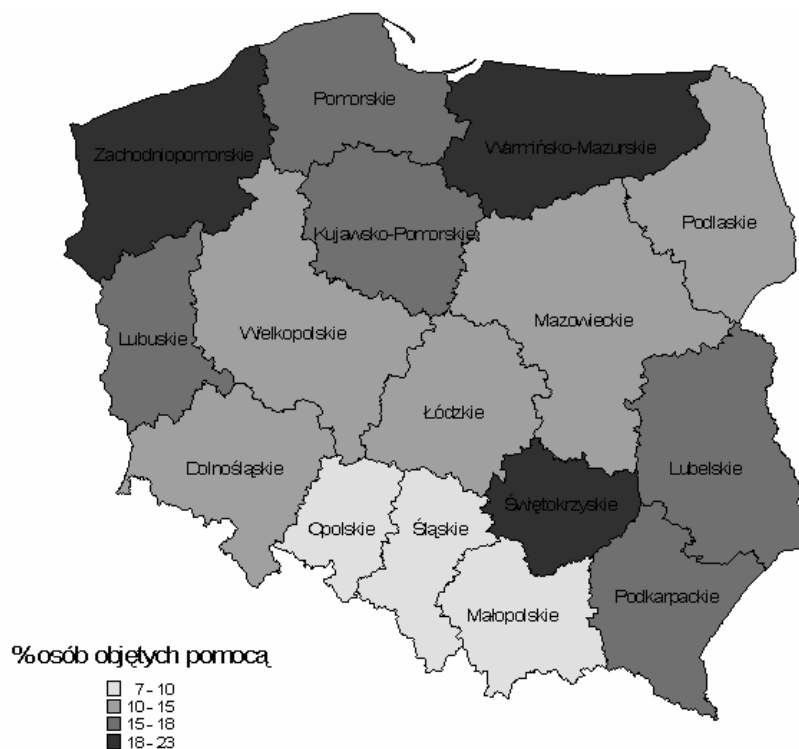 Pomorskie
Zachodniopomorskie
Warmińsko-Mazurskie
Podlaskie
Kujawsko-Pomorskie
Mazowieckie
Lubuskie
Wielkopolskie
Łódzkie
Dolnośląskie
Lubelskie
Świętokrzyskie
Opolskie
Śląskie
Podkarpackie
Małopolskie
% osób objętych pomocą
7 - 10
10 - 15
15 - 18
18 - 23